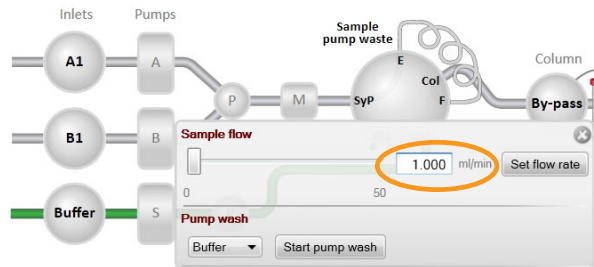 Inlets Pumps
Sample
pump waste
E
Column
A1 A
Col
P M SyP F By-pass
B1 B
Sample flow
1.000 ml/min Set flow rate
0 50
Buffer S
Pump wash
Buffer Start pump wash